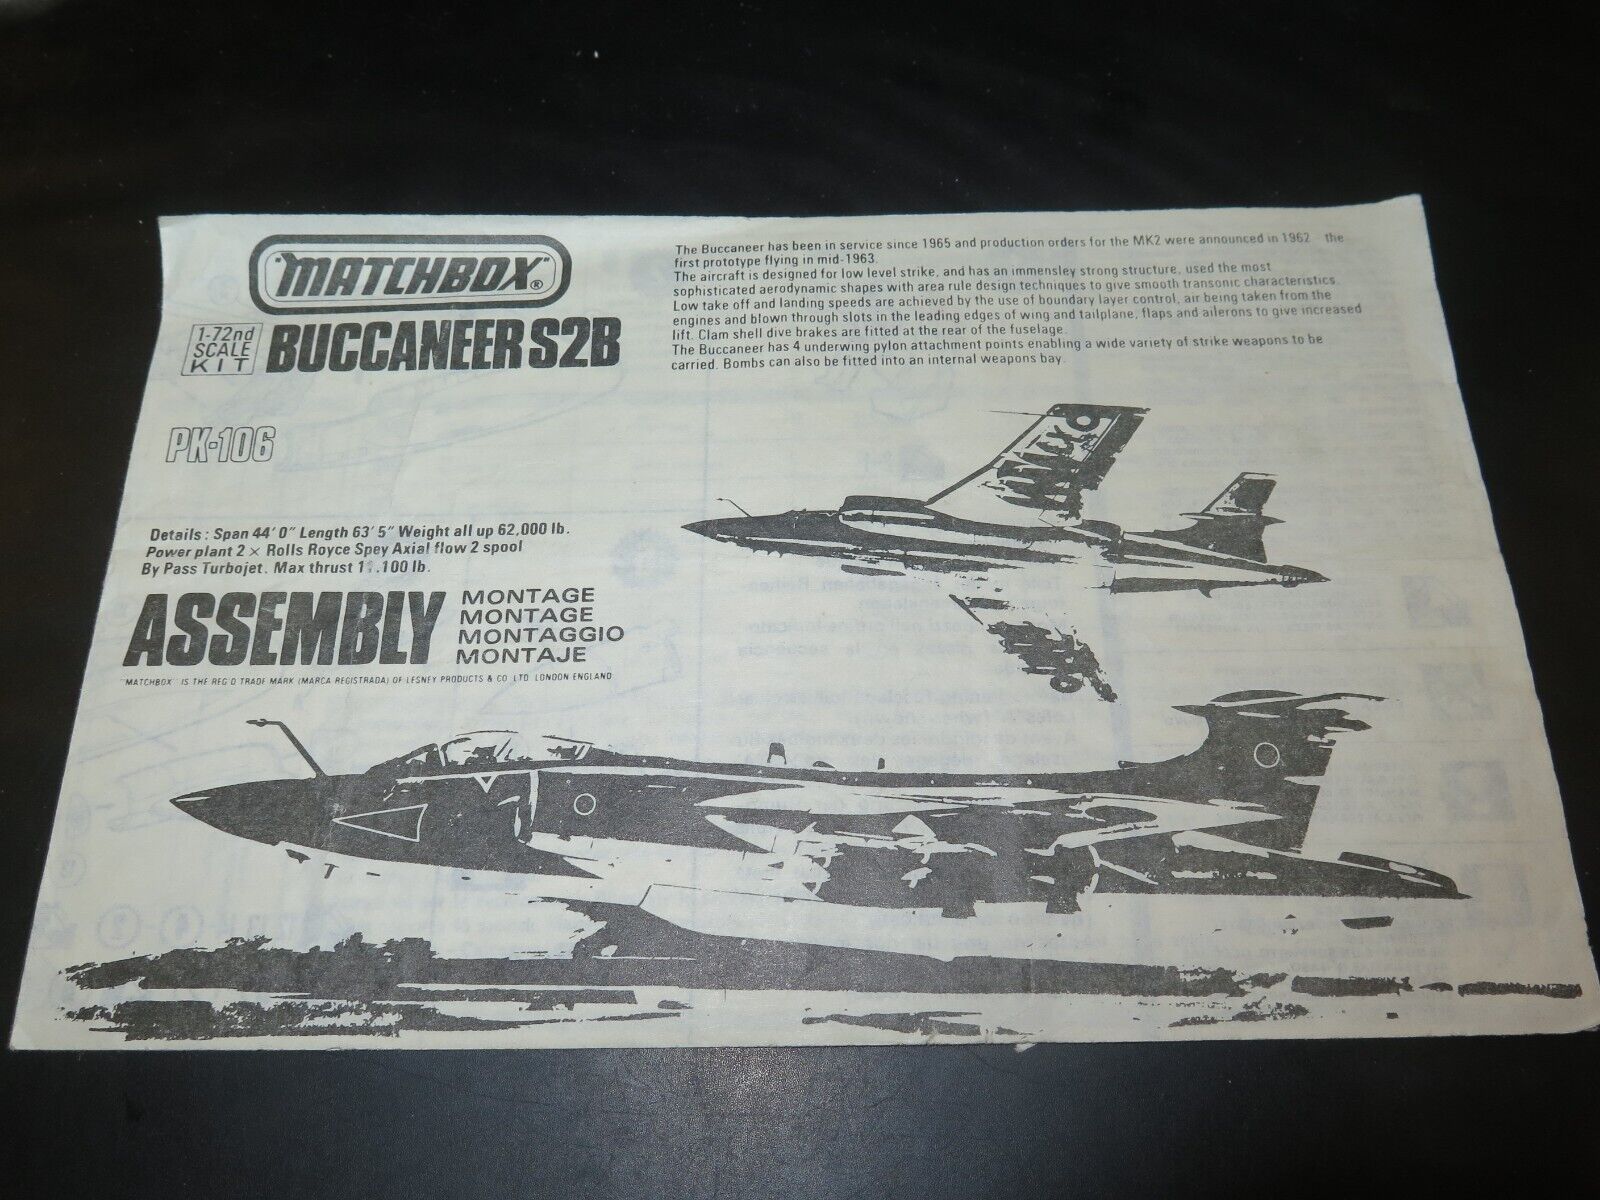 "MATCHBOX"®
1-72nd
SCALE
KIT
BUCCANEER S2B
The Buccaneer has been in service since 1965 and production orders for the MK2 were announced in 1962 the
first prototype flying in mid-1963.
The aircraft is designed for low level strike, and has an immensley strong structure, used the most
sophisticated aerodynamic shapes with area rule design techniques to give smooth transonic characteristics.
Low take off and landing speeds are achieved by the use of boundary layer control, air being taken from the
engines and blown through slots in the leading edges of wing and tailplane, flaps and ailerons to give increased
lift. Clam shell dive brakes are fitted at the rear of the fuselage.
The Buccaneer has 4 underwing pylon attachment points enabling a wide variety of strike weapons to be
carried. Bombs can also be fitted into an internal weapons bay.
PK-106
Details: Span 44' 0" Length 63' 5" Weight all up 62,000 lb.
Power plant 2 × Rolls Royce Spey Axial flow 2 spool
By Pass Turbojet. Max thrust .100 lb.
ASSEMBLY
MONTAGE
MONTAGE
MONTAGGIO
MONTAJE
"MATCHBOX" IS THE REG'D TRADE MARK (MARCA REGISTRADA) OF LESNEY PRODUCTS & CO. LTD. LONDON ENGLAND